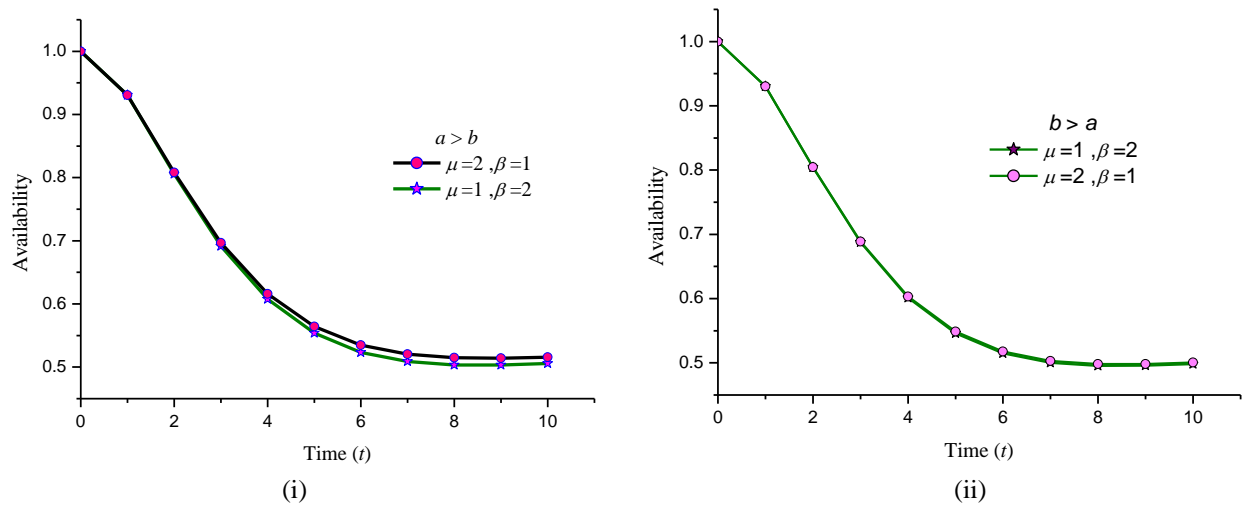 1.0
0.9
0.8
0.7
0.6
0.5
Availability
0 2 4 6 8 10
Time (t)
a > b
μ=2 ,β=1
μ=1 ,β=2
(i)
1.0
0.9
0.8
0.7
0.6
0.5
Availability
0 2 4 6 8 10
Time (t)
b > a
μ=1 ,β=2
μ=2 ,β=1
(ii)